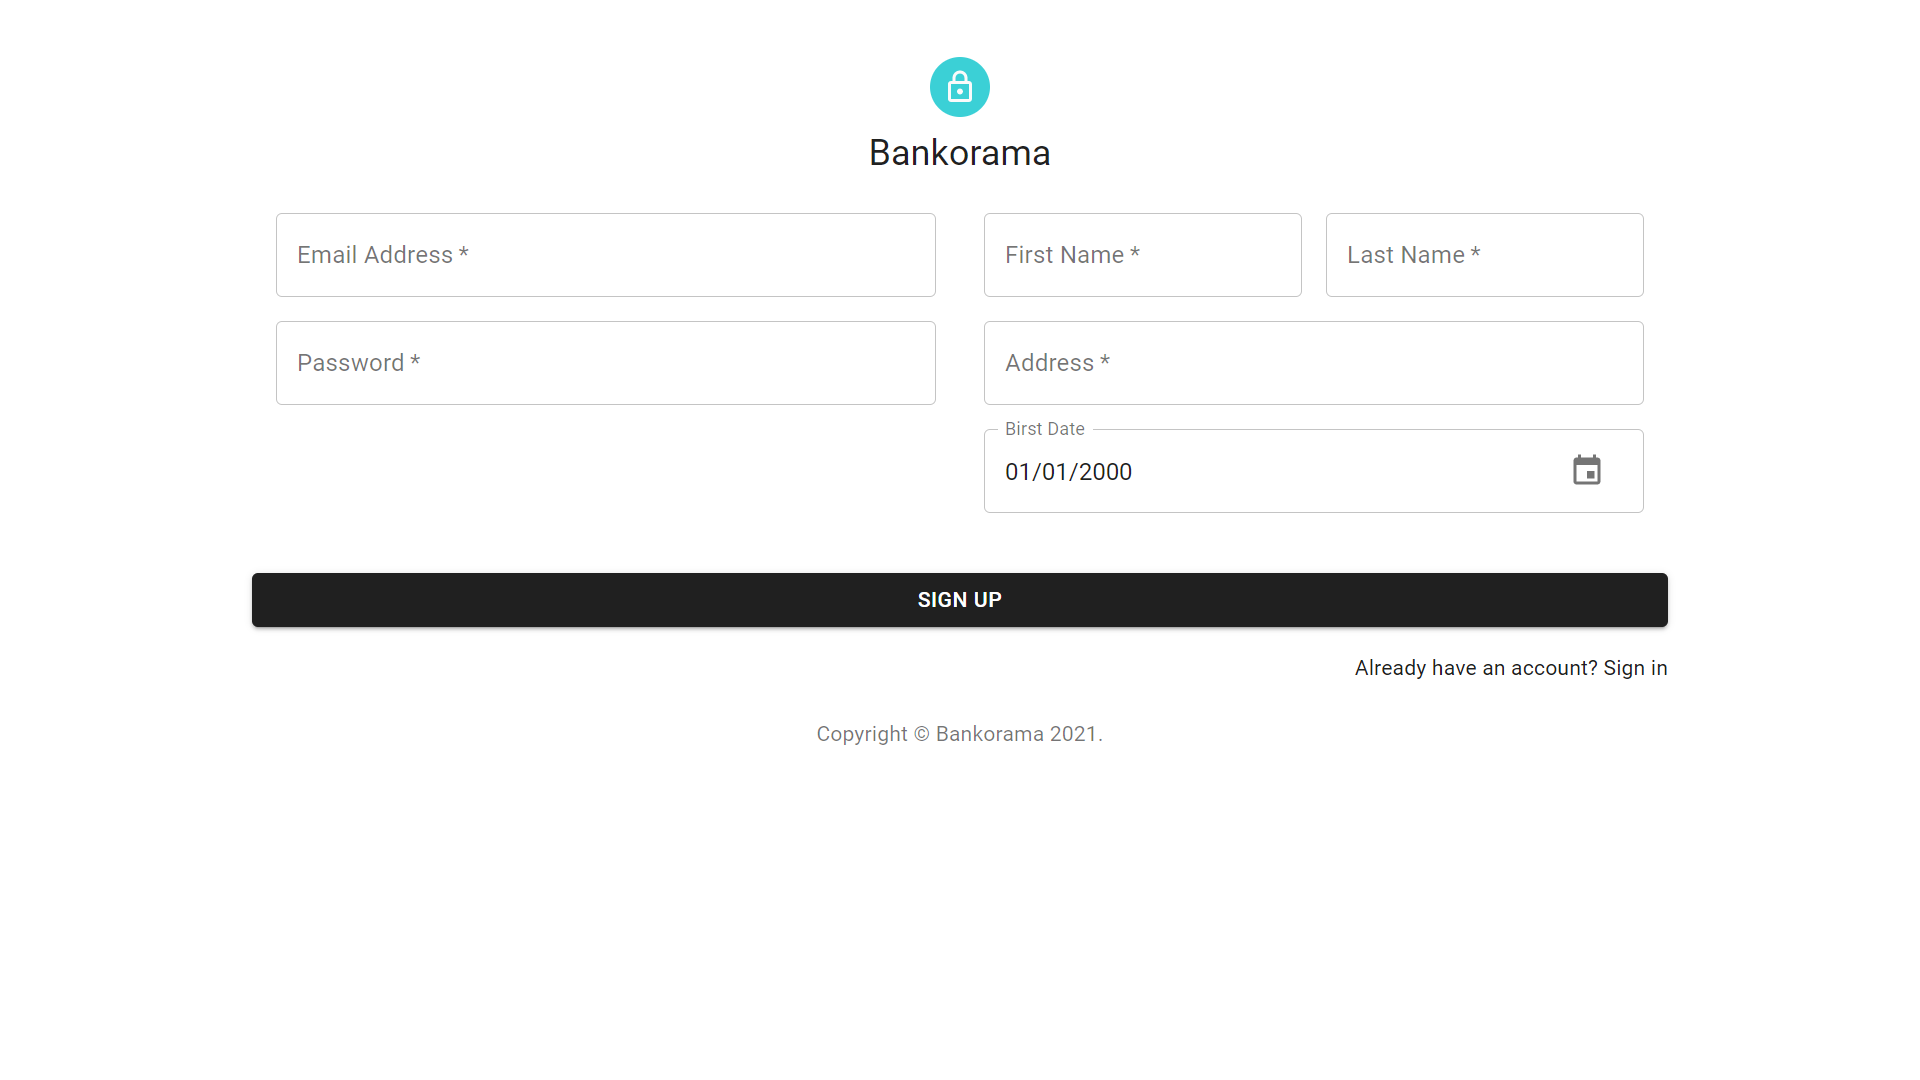 Bankorama
Email Address *
First Name *
Last Name *
Password *
Address *
Birst Date
01/01/2000
SIGN UP
Already have an account? Sign in
Copyright © Bankorama 2021.